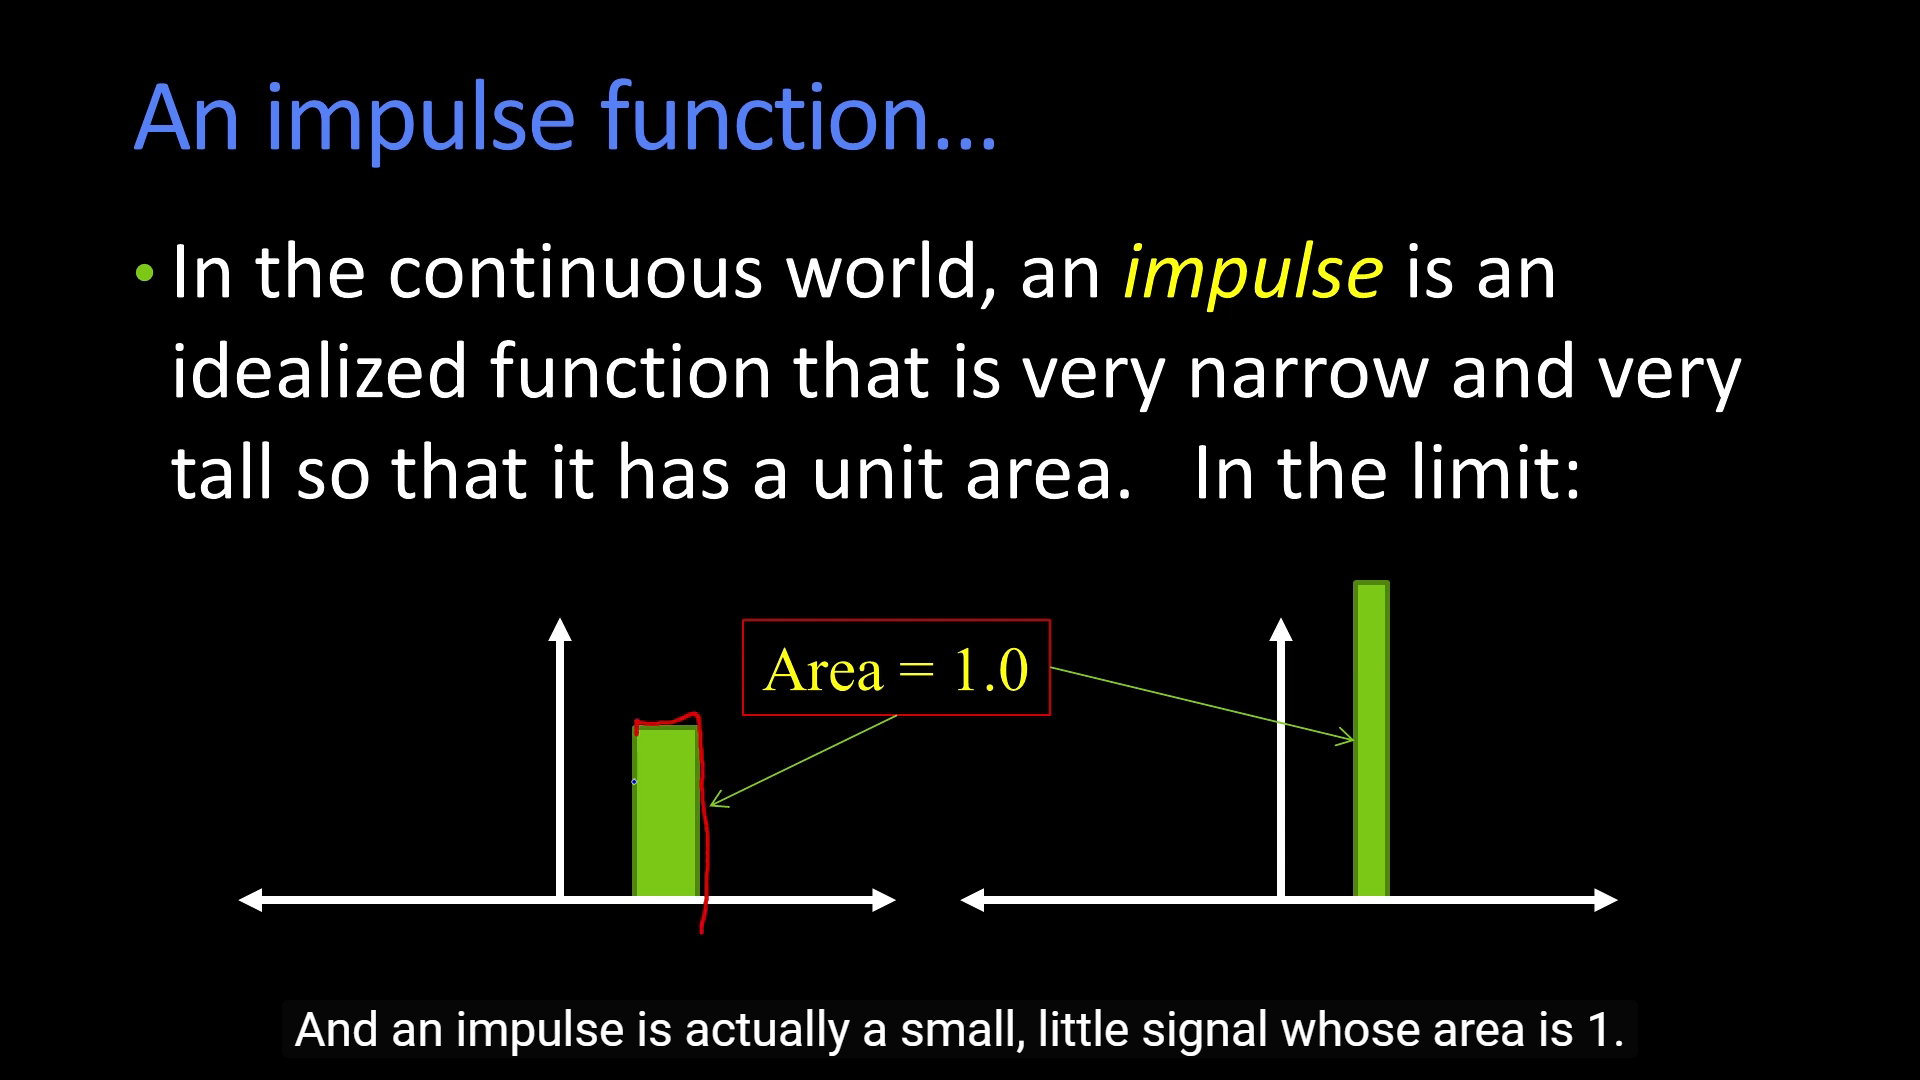 An impulse function...
• In the continuous world, an impulse is an
idealized function that is very narrow and very
tall so that it has a unit area. In the limit:
Area = 1.0
And an impulse is actually a small, little signal whose area is 1.